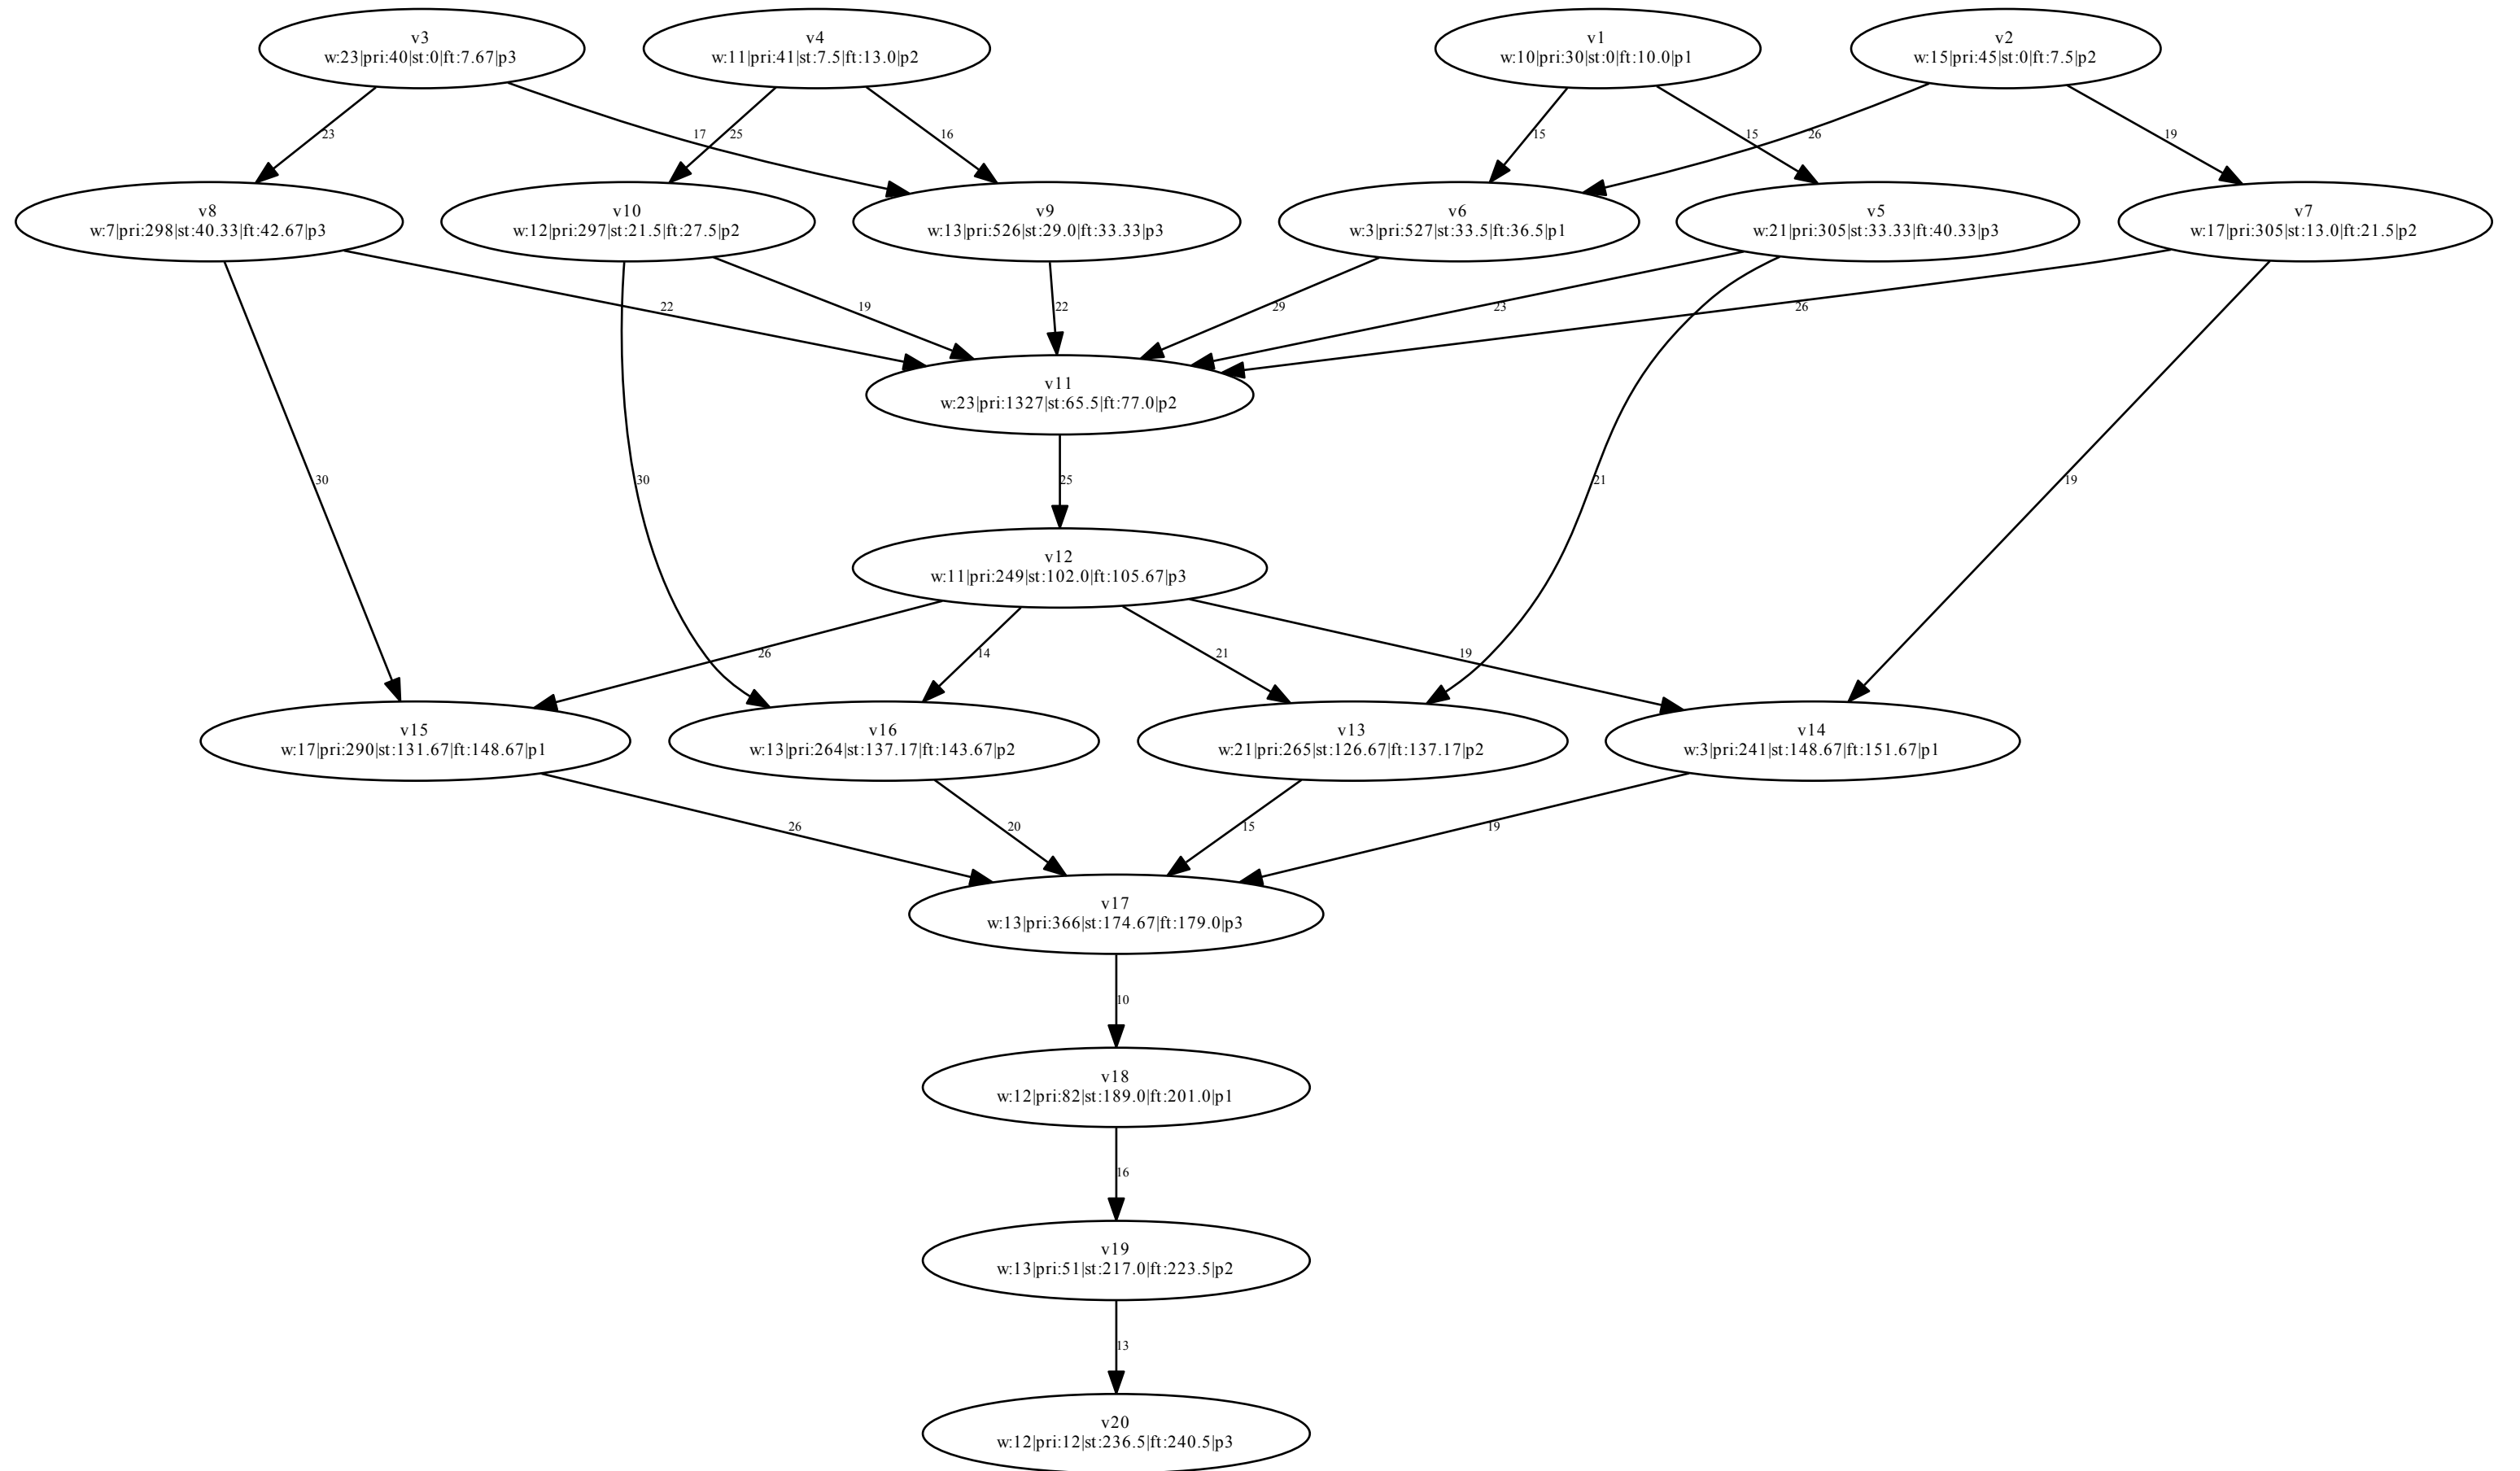 v3
w:23|pri:40|st:0|ft:7.67|p3
v4
w:11|pri:41|st:7.5|ft:13.0|p2
v1
w:10|pri:30|st:0|ft:10.0|p1
v2
w:15|pri:45|st:0|ft:7.5|p2
23
17
25
16
15
15
26
19
v8
w:7|pri:298|st:40.33|ft:42.67|p3
v10
w:12|pri:297|st:21.5|ft:27.5|p2
v9
w:13|pri:526|st:29.0|ft:33.33|p3
v6
w:3|pri:527|st:33.5|ft:36.5|p1
v5
w:21|pri:305|st:33.33|ft:40.33|p3
v7
w:17|pri:305|st:13.0|ft:21.5|p2
22
19
22
29
23
26
v11
w:23|pri:1327|st:65.5|ft:77.0|p2
30
30
25
21
19
v12
w:11|pri:249|st:102.0|ft:105.67|p3
26
14
21
19
v15
w:17|pri:290|st:131.67|ft:148.67|p1
v16
w:13|pri:264|st:137.17|ft:143.67|p2
v13
w:21|pri:265|st:126.67|ft:137.17|p2
v14
w:3|pri:241|st:148.67|ft:151.67|p1
26
20
15
19
v17
w:13|pri:366|st:174.67|ft:179.0|p3
10
v18
w:12|pri:82|st:189.0|ft:201.0|p1
16
v19
w:13|pri:51|st:217.0|ft:223.5|p2
13
v20
w:12|pri:12|st:236.5|ft:240.5|p3